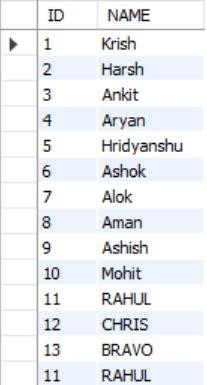 ID NAME
1 Krish
2 Harsh
3 Ankit
4 Aryan
5 Hridyanshu
6 Ashok
7 Alok
8 Aman
9 Ashish
10 Mohit
11 RAHUL
12 CHRIS
13 BRAVO
11 RAHUL